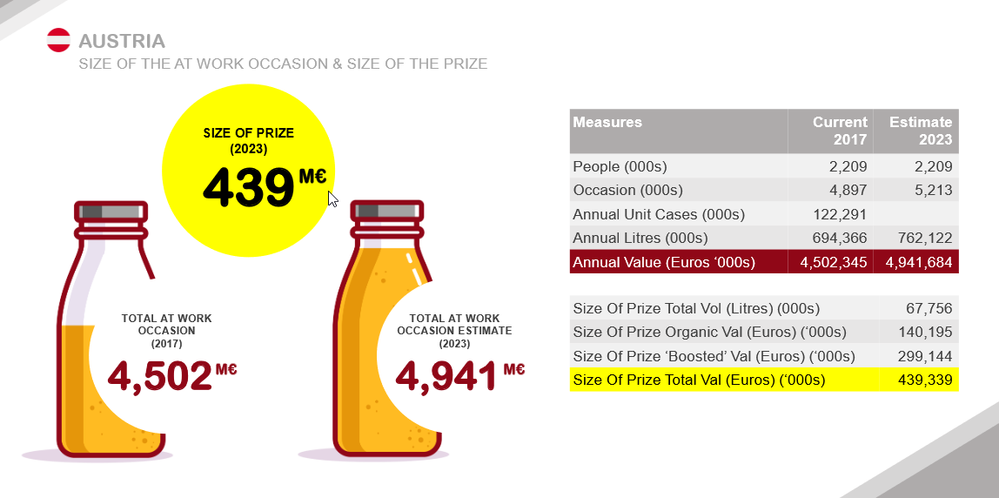 AUSTRIA
SIZE OF THE AT WORK OCCASION & SIZE OF THE PRIZE
SIZE OF PRIZE
(2023)
439 M€
TOTAL AT WORK
OCCASION
(2017)
4,502 M€
TOTAL AT WORK
OCCASION ESTIMATE
(2023)
4,941 M€
Measures Current 2017 Estimate 2023
People (000s) 2,209 2,209
Occasion (000s) 4,897 5,213
Annual Unit Cases (000s) 122,291
Annual Litres (000s) 694,366 762,122
Annual Value (Euros ‘000s) 4,502,345 4,941,684
Size Of Prize Total Vol (Litres) (000s) 67,756
Size Of Prize Organic Val (Euros) (‘000s) 140,195
Size Of Prize ‘Boosted’ Val (Euros) (‘000s) 299,144
Size Of Prize Total Val (Euros) (‘000s) 439,339